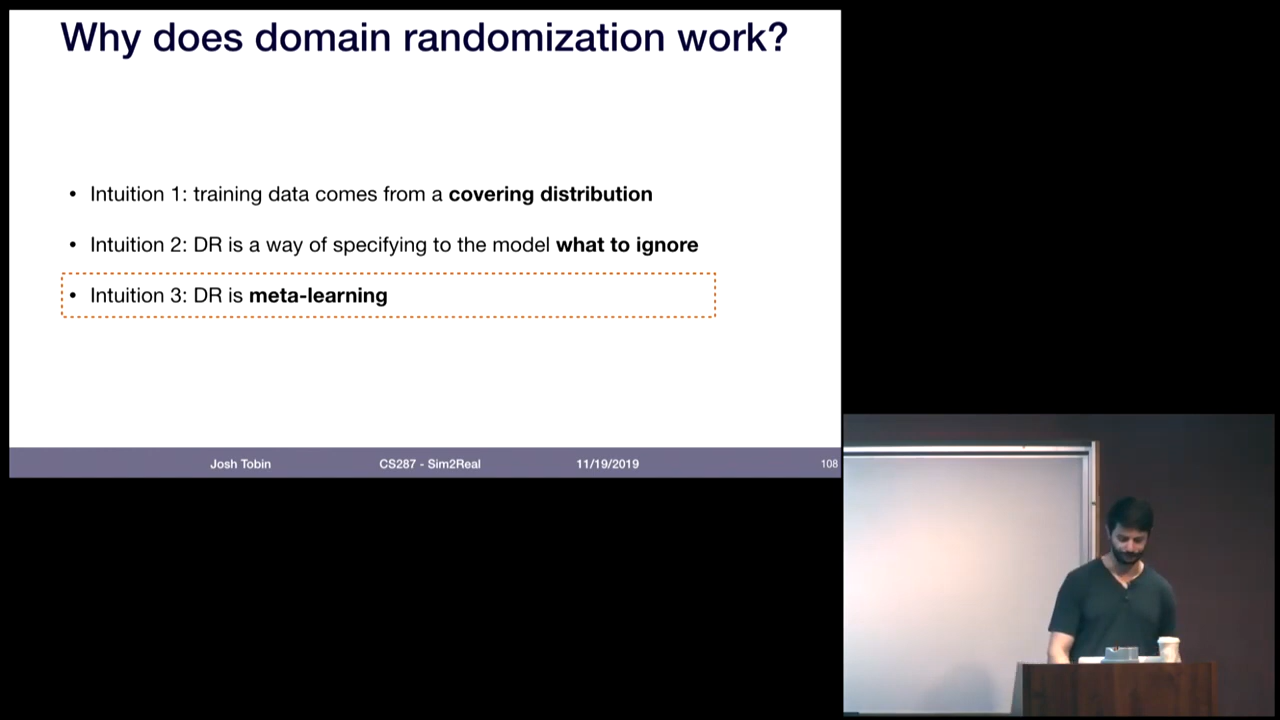 Why does domain randomization work?
• Intuition 1: training data comes from a covering distribution
• Intuition 2: DR is a way of specifying to the model what to ignore
• Intuition 3: DR is meta-learning
Josh Tobin CS287 - Sim2Real 11/19/2019 108